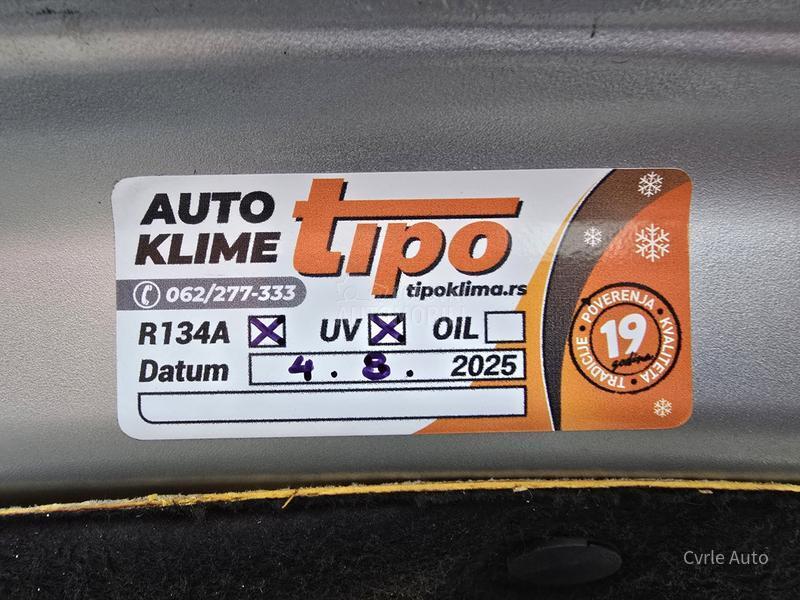 AUTO
KLIME
tipo
062/277-333
tipoklima.rs
R134A UV OIL
Datum 4. 8. 2025
POVERENJA • KVALITETA • TRADICIJE •
19
godina
Cvrle Auto